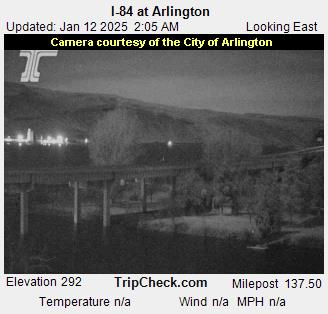 I-84 at Arlington
Updated: Jan 12 2025 2:05 AM Looking East
Camera courtesy of the City of Arlington
Elevation 292 TripCheck.com Milepost 137.50
Temperature n/a Wind n/a MPH n/a